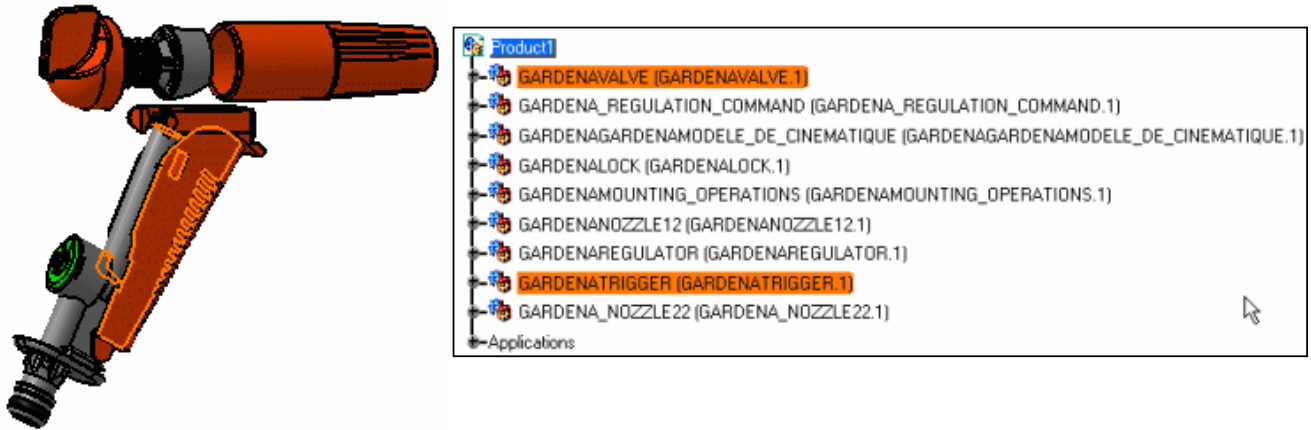 Product1
GARDENAVALVE (GARDENAVALVE.1)
GARDENA_REGULATION_COMMAND (GARDENA_REGULATION_COMMAND.1)
GARDENAGARDENAMODELE_DE_CINEMATIQUE (GARDENAGARDENAMODELE_DE_CINEMATIQUE.1)
GARDENALOCK (GARDENALOCK.1)
GARDENAMOUNTING_OPERATIONS (GARDENAMOUNTING_OPERATIONS.1)
GARDENANOZZLE12 (GARDENANOZZLE12.1)
GARDENAREGULATOR (GARDENAREGULATOR.1)
GARDENATRIGGER (GARDENATRIGGER.1)
GARDENA_NOZZLE22 (GARDENA_NOZZLE22.1)
Applications